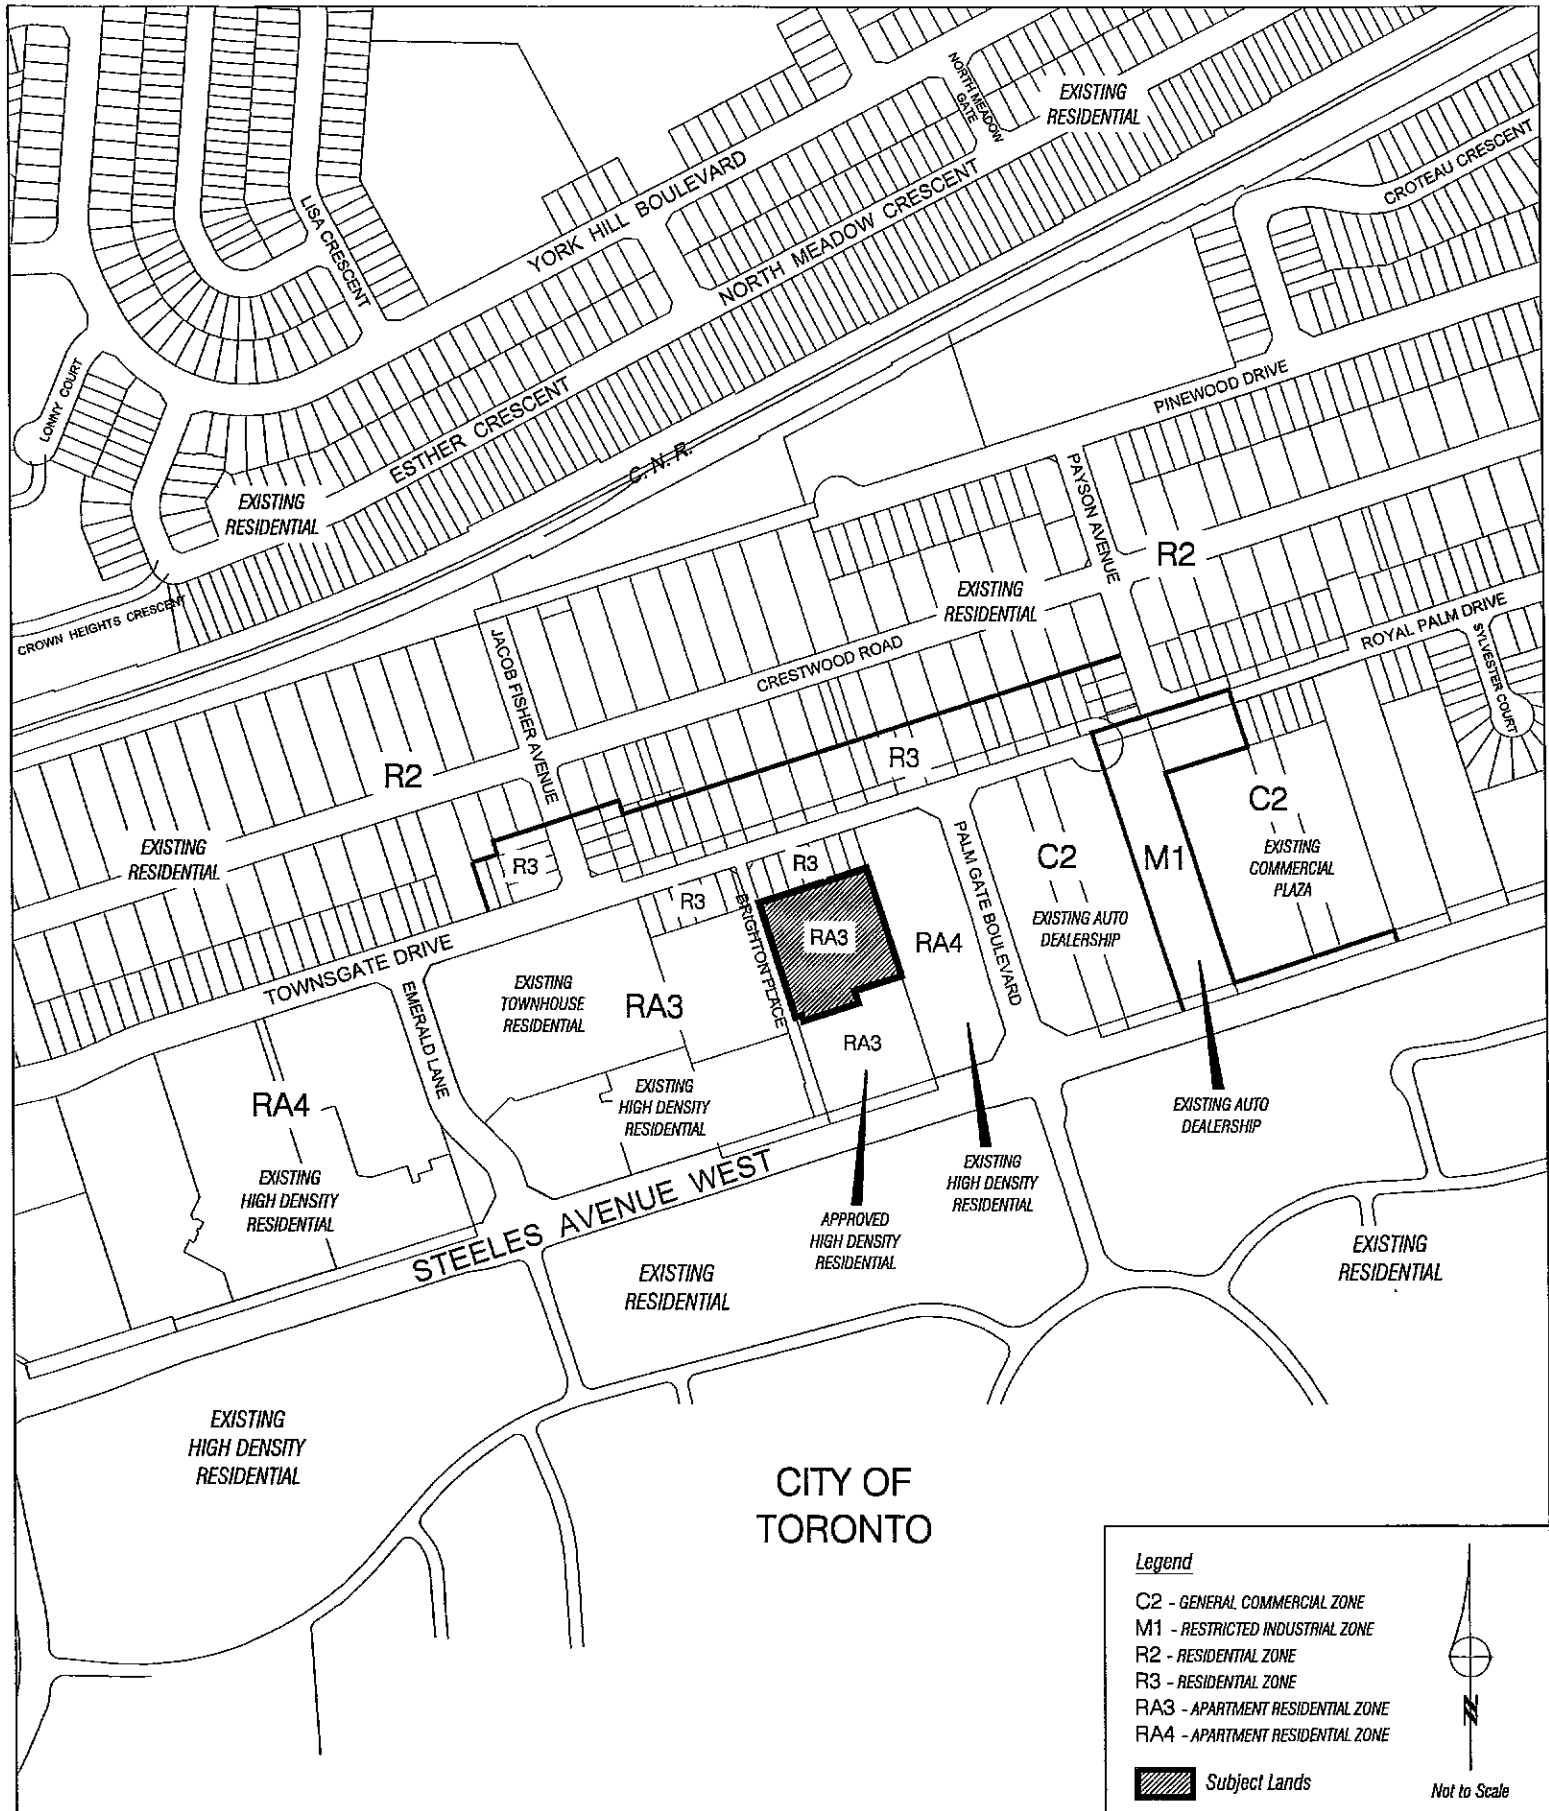 NORTH MEADOW
GATE
EXISTING
RESIDENTIAL
CROTEAU CRESCENT
LISA CRESCENT
YORK HILL BOULEVARD
NORTH MEADOW CRESCENT
LONNY COURT
ESTHER CRESCENT
PINEWOOD DRIVE
C. N. R.
EXISTING
RESIDENTIAL
PAYSON AVENUE
R2
CROWN HEIGHTS CRESCENT
EXISTING
RESIDENTIAL
JACOB FISHER AVENUE
CRESTWOOD ROAD
ROYAL PALM DRIVE
SYLVESTER COURT
R2
R3
C2
EXISTING
RESIDENTIAL
R3
R3
R3
PALM GATE BOULEVARD
C2
M1
EXISTING
COMMERCIAL
PLAZA
BRIGHTON PLACE
RA3
RA4
EXISTING AUTO
DEALERSHIP
TOWNSGATE DRIVE
EMERALD LANE
EXISTING
TOWNHOUSE
RESIDENTIAL
RA3
RA3
RA4
EXISTING
HIGH DENSITY
RESIDENTIAL
EXISTING AUTO
DEALERSHIP
EXISTING
HIGH DENSITY
RESIDENTIAL
EXISTING
HIGH DENSITY
RESIDENTIAL
STEELES AVENUE WEST
APPROVED
HIGH DENSITY
RESIDENTIAL
EXISTING
RESIDENTIAL
EXISTING
RESIDENTIAL
EXISTING
HIGH DENSITY
RESIDENTIAL
CITY OF
TORONTO
Legend
C2 - GENERAL COMMERCIAL ZONE
M1 - RESTRICTED INDUSTRIAL ZONE
R2 - RESIDENTIAL ZONE
R3 - RESIDENTIAL ZONE
RA3 - APARTMENT RESIDENTIAL ZONE
RA4 - APARTMENT RESIDENTIAL ZONE
Subject Lands
N
Not to Scale